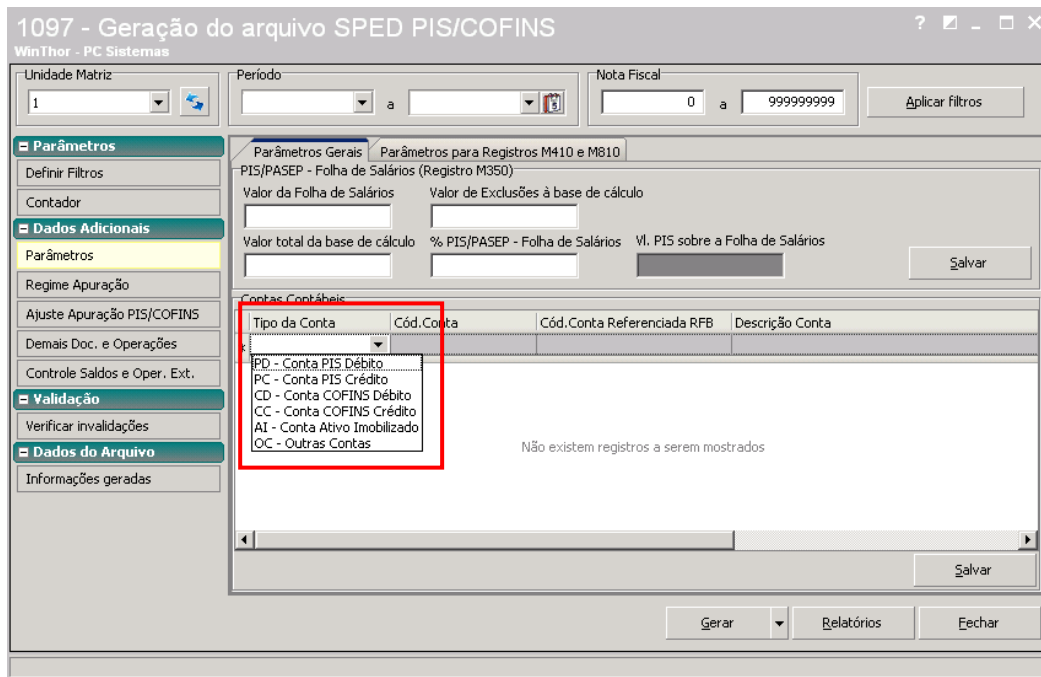 1097 - Geração do arquivo SPED PIS/COFINS
WinThor - PC Sistemas
Unidade Matriz
Período
Nota Fiscal
1
a
0
a
999999999
Aplicar filtros
Parâmetros
Definir Filtros
Contador
Dados Adicionais
Parâmetros
Regime Apuração
Ajuste Apuração PIS/COFINS
Demais Doc. e Operações
Controle Saldos e Oper. Ext.
Validação
Verificar invalidações
Dados do Arquivo
Informações geradas
Parâmetros Gerais
Parâmetros para Registros M410 e M810
PIS/PASEP - Folha de Salários (Registro M350)
Valor da Folha de Salários
Valor de Exclusões à base de cálculo
Valor total da base de cálculo
% PIS/PASEP - Folha de Salários
Vl. PIS sobre a Folha de Salários
Salvar
Contas Contábeis
Tipo da Conta
Cód.Conta
Cód.Conta Referenciada RFB
Descrição Conta
PD - Conta PIS Débito
PC - Conta PIS Crédito
CD - Conta COFINS Débito
CC - Conta COFINS Crédito
AI - Conta Ativo Imobilizado
OC - Outras Contas
Não existem registros a serem mostrados
Salvar
Gerar
Relatórios
Fechar